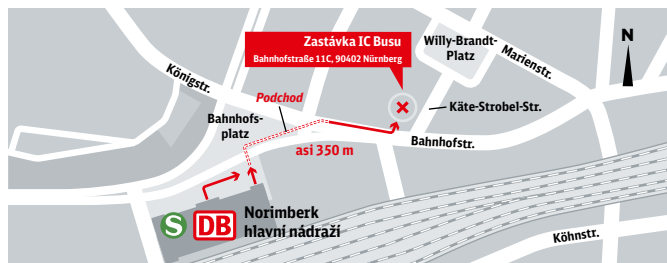 Zastávka IC Busu
Bahnhofstraße 11C, 90402 Nürnberg
Willy-Brandt-
Platz
Marienstr.
N
Königstr.
Podchod
Bahnhofs-
platz
Käte-Strobel-Str.
asi 350 m
Bahnhofstr.
S
DB
Norimberk
hlavní nádraží
Köhnstr.